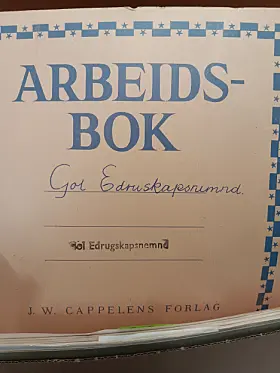 ARBEIDS-
BOK
Gol Edruskapsnemnd.
Gol Edrugskapsnemnd
J. W. CAPPELENS FORLAG